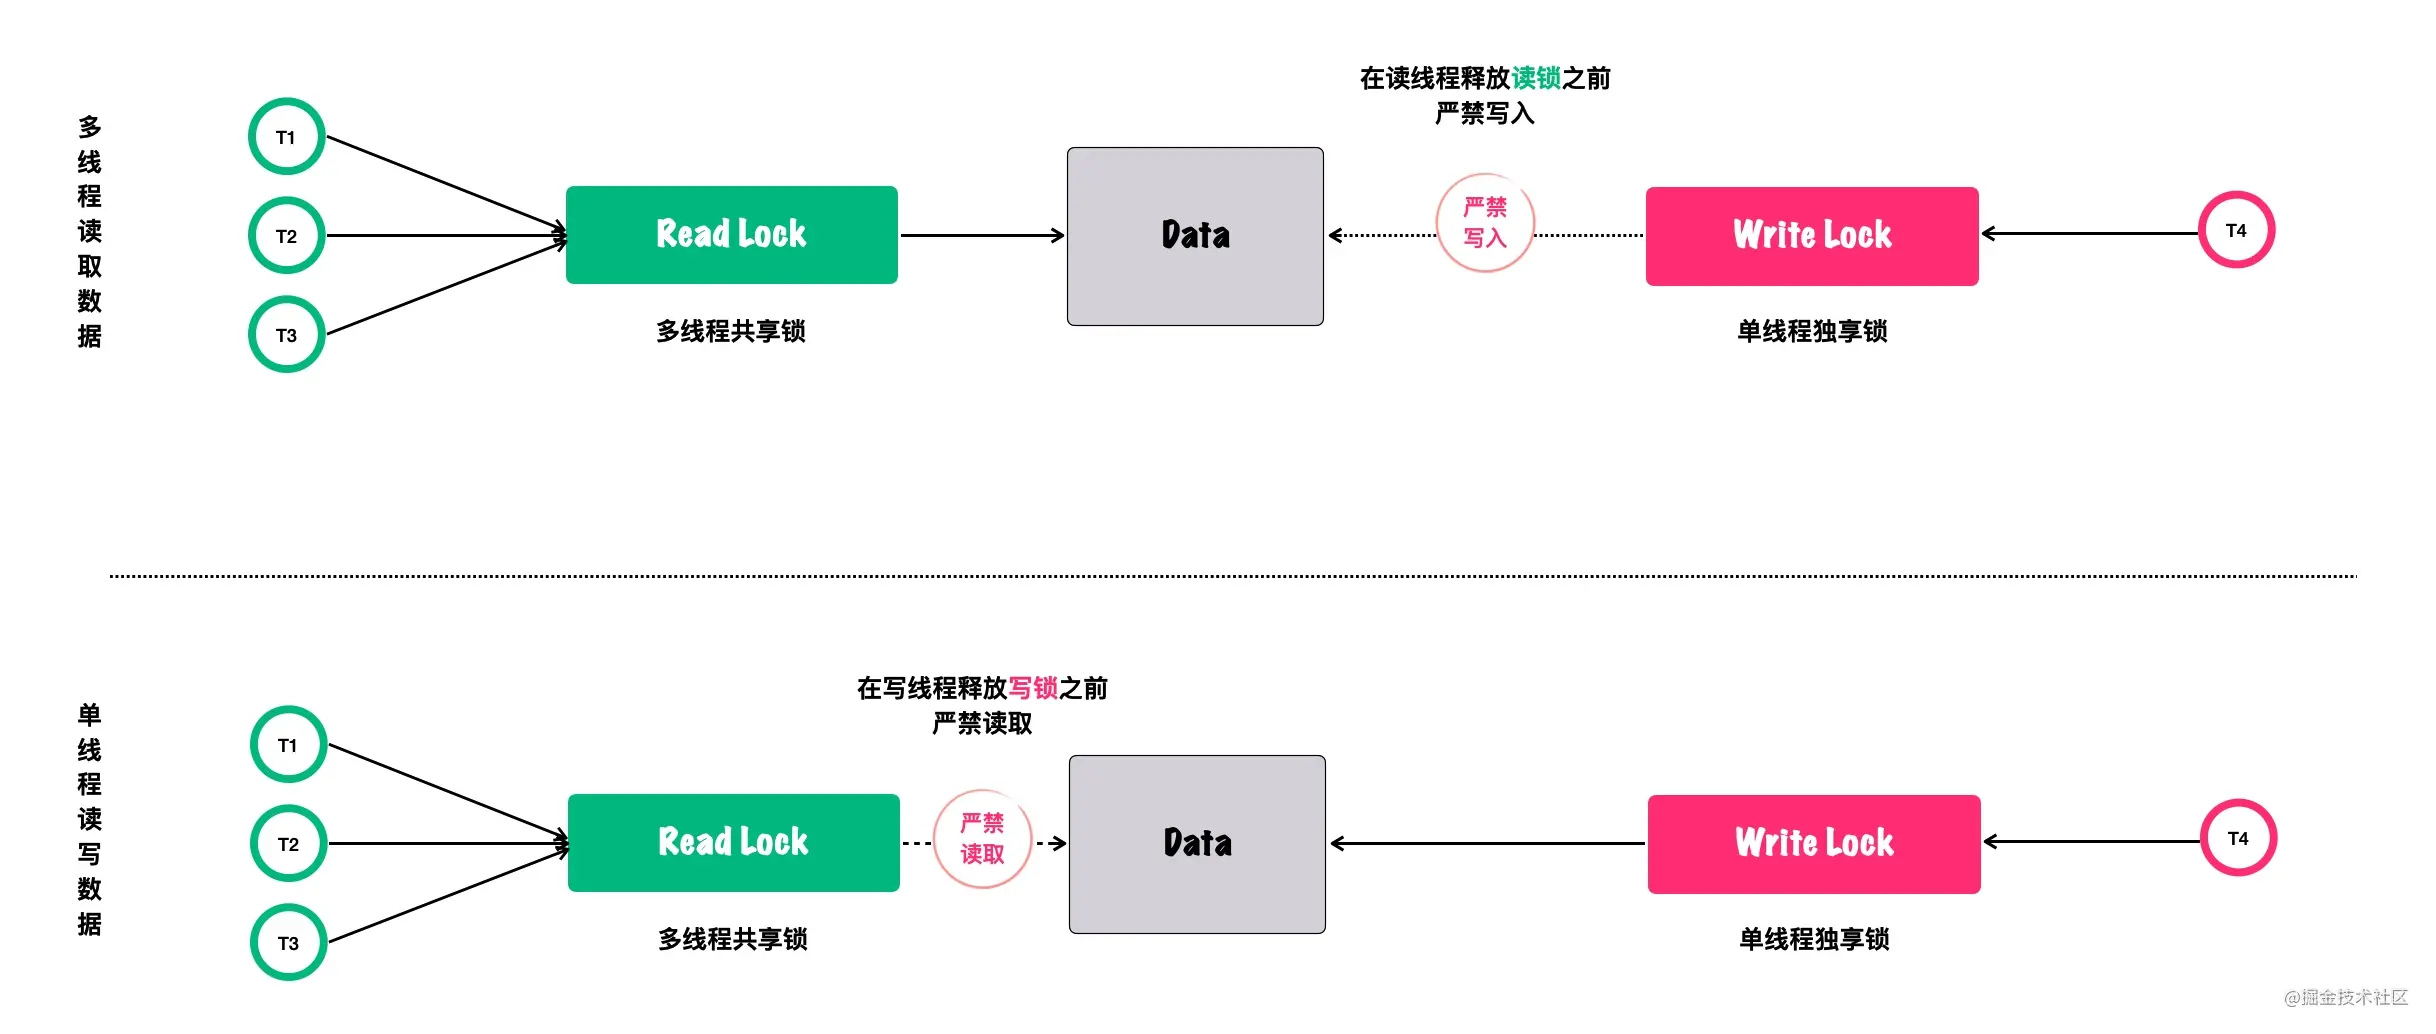 多线程读取数据
T1
T2
T3
Read Lock
多线程共享锁
Data
在读线程释放读锁之前
严禁写入
严禁
写入
Write Lock
单线程独享锁
T4
单线程读写数据
T1
T2
T3
Read Lock
多线程共享锁
在写线程释放写锁之前
严禁读取
严禁
读取
Data
Write Lock
单线程独享锁
T4
@掘金技术社区